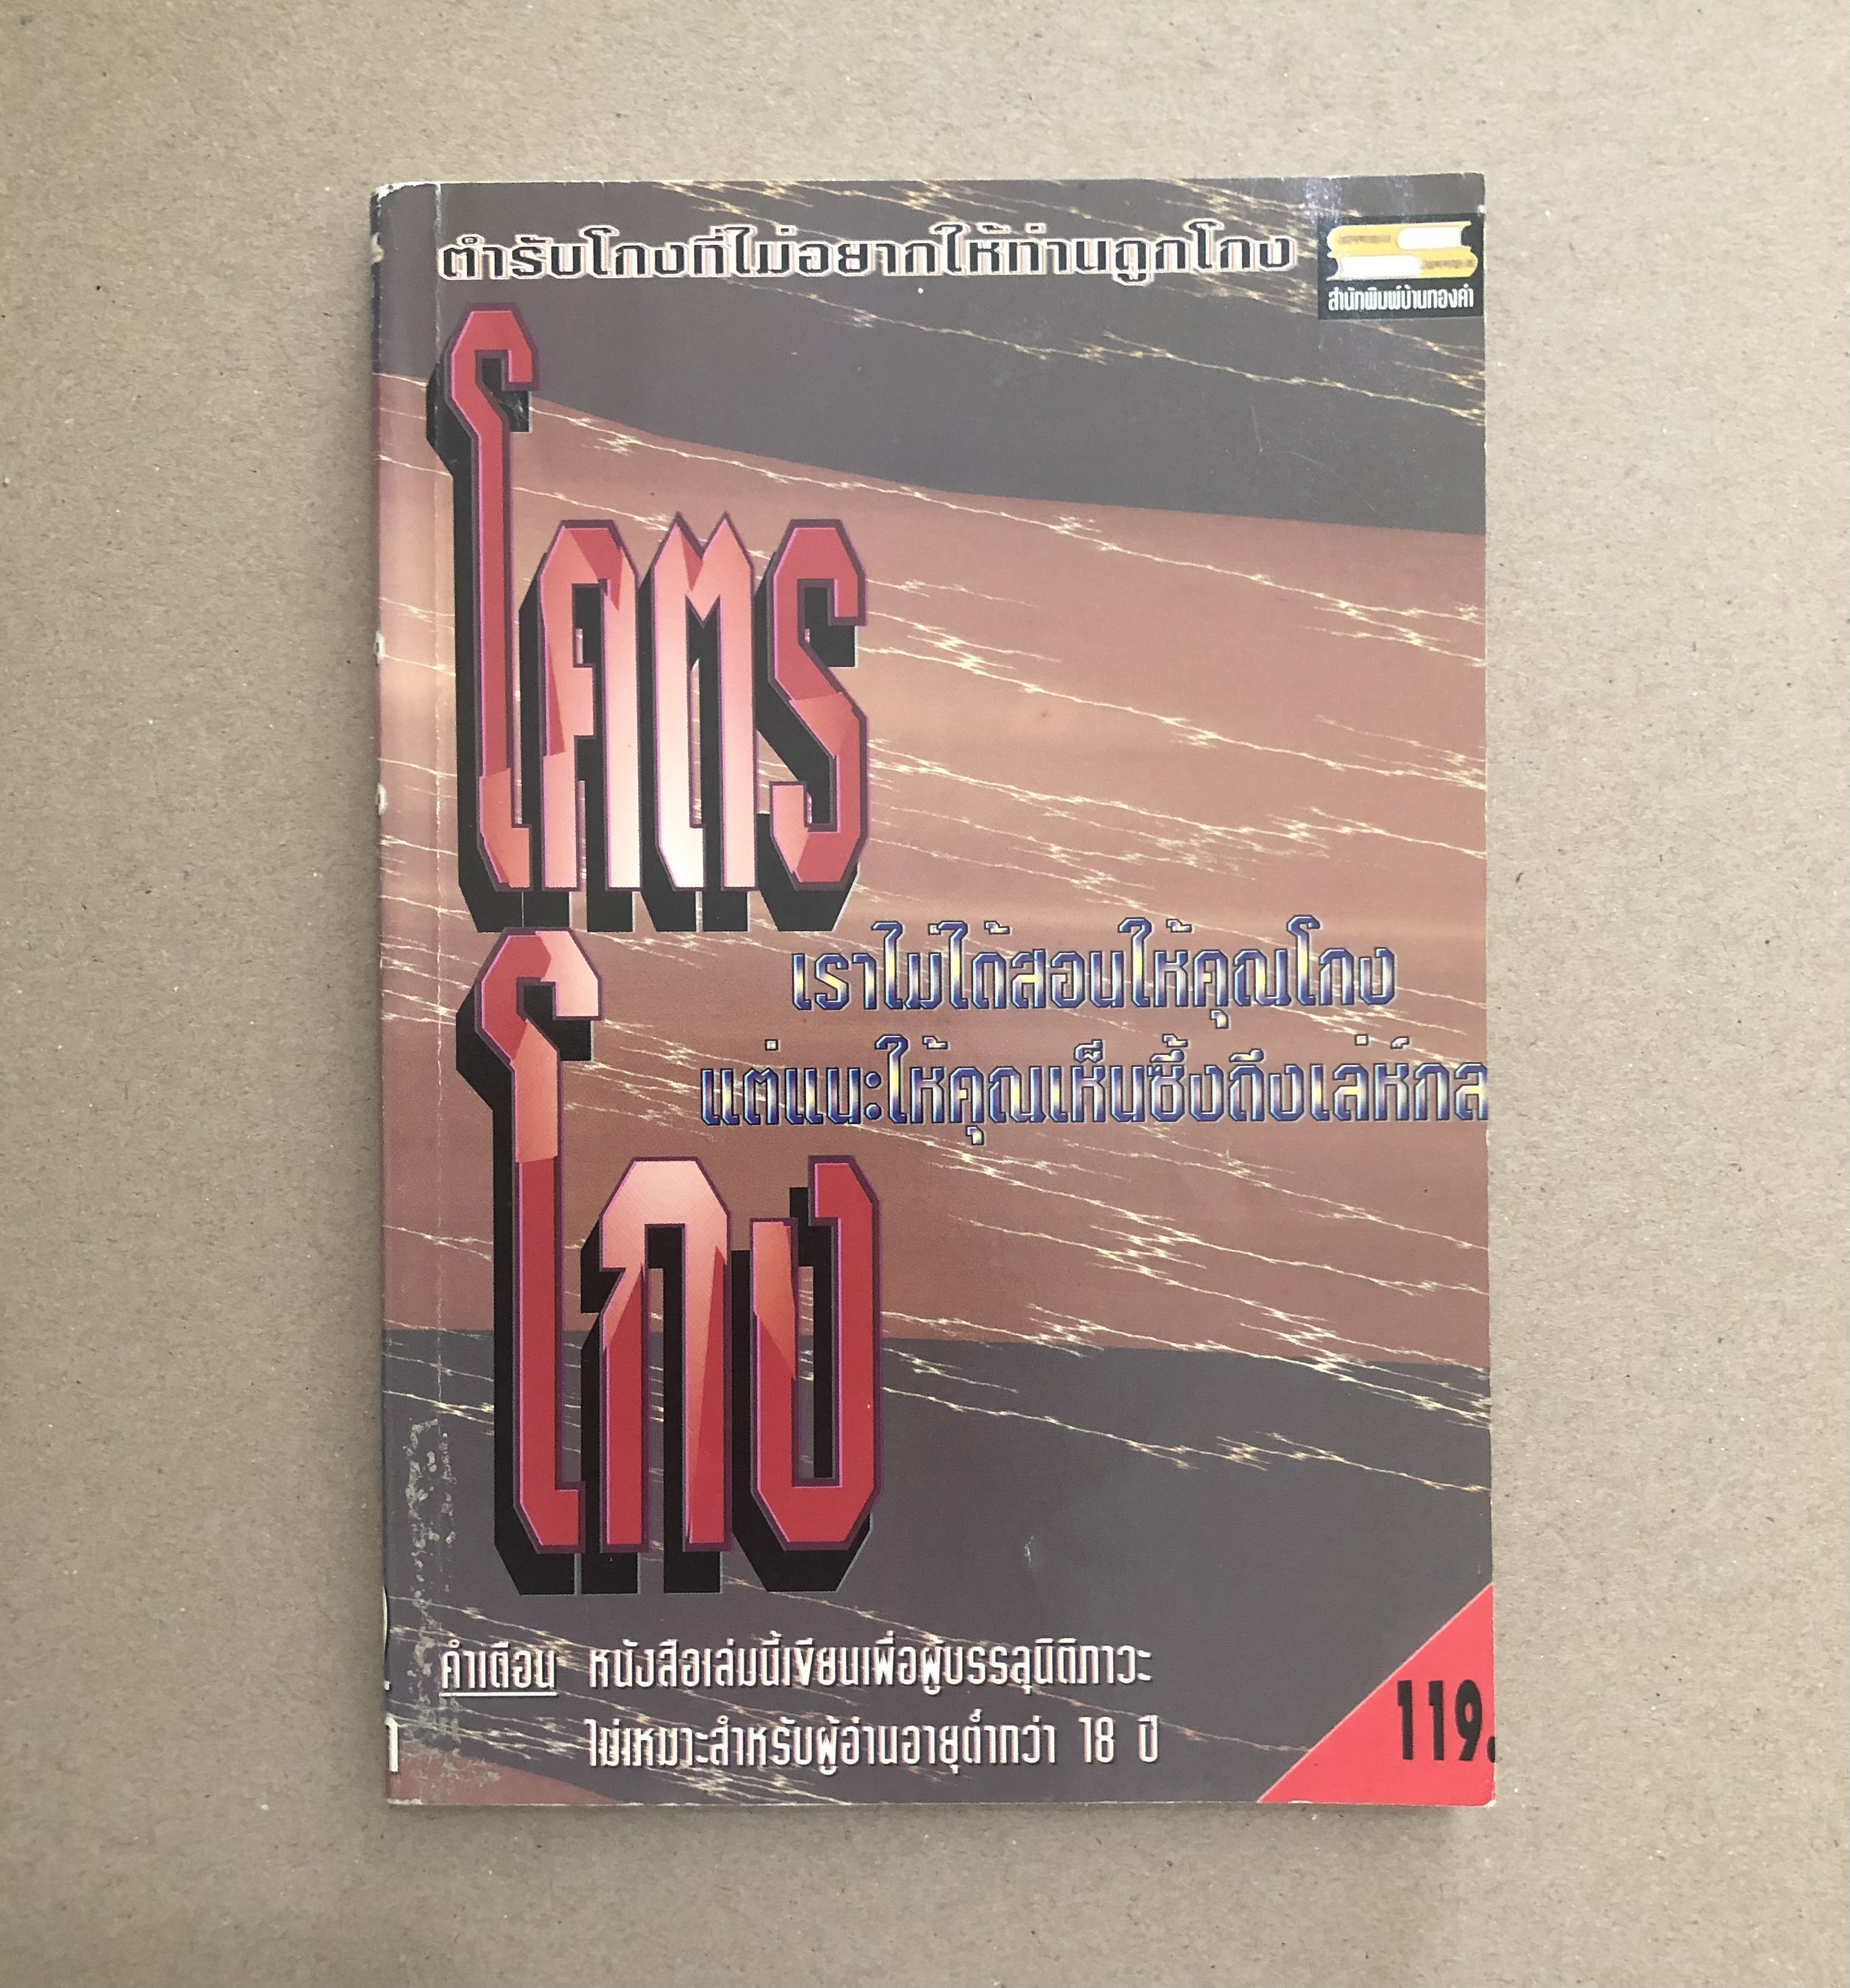 ตำรับโกงที่ไม่อยากให้ท่านถูกโกง
สำนักพิมพ์บ้านทองคำ
โคตร
โกง
เราไม่ได้สอนให้คุณโกง
แต่แนะให้คุณเห็นซึ้งถึงเล่ห์กล
คำเตือน หนังสือเล่มนี้เขียนเพื่อผู้บรรลุนิติภาวะ
ไม่เหมาะสำหรับผู้อ่านอายุต่ำกว่า 18 ปี
119.